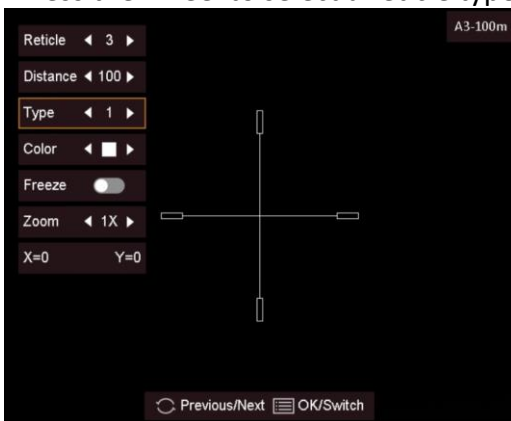 A3-100m
Reticle 3
Distance 100
Type 1
Color
Freeze
Zoom 1X
X=0 Y=0
Previous/Next OK/Switch